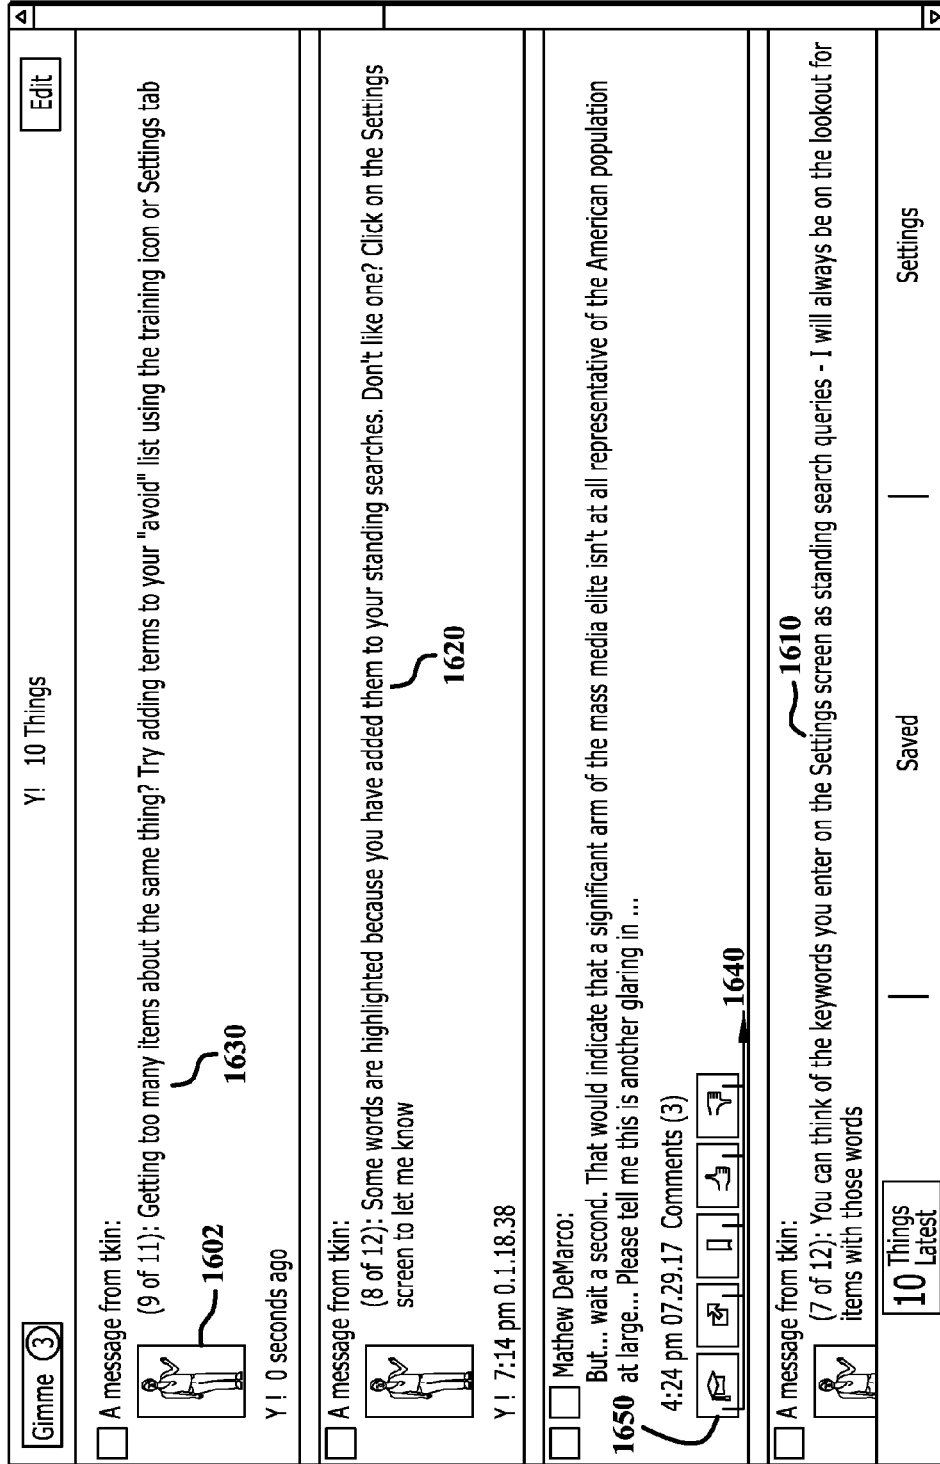 Gimme 3
Y! 10 Things
Edit
A message from tkin:
(9 of 11): Getting too many items about the same thing? Try adding terms to your "avoid" list using the training icon or Settings tab
1602
1630
Y! 0 seconds ago
A message from tkin:
(8 of 12): Some words are highlighted because you have added them to your standing searches. Don't like one? Click on the Settings
screen to let me know
1620
Y! 7:14 pm 0.1.18.38
Mathew DeMarco:
But... wait a second. That would indicate that a significant arm of the mass media elite isn't at all representative of the American population
at large... Please tell me this is another glaring in ...
1650
4:24 pm 07.29.17 Comments (3)
1640
A message from tkin:
1610
(7 of 12): You can think of the keywords you enter on the Settings screen as standing search queries - I will always be on the lookout for
items with those words
10 Things
Latest
Saved
Settings